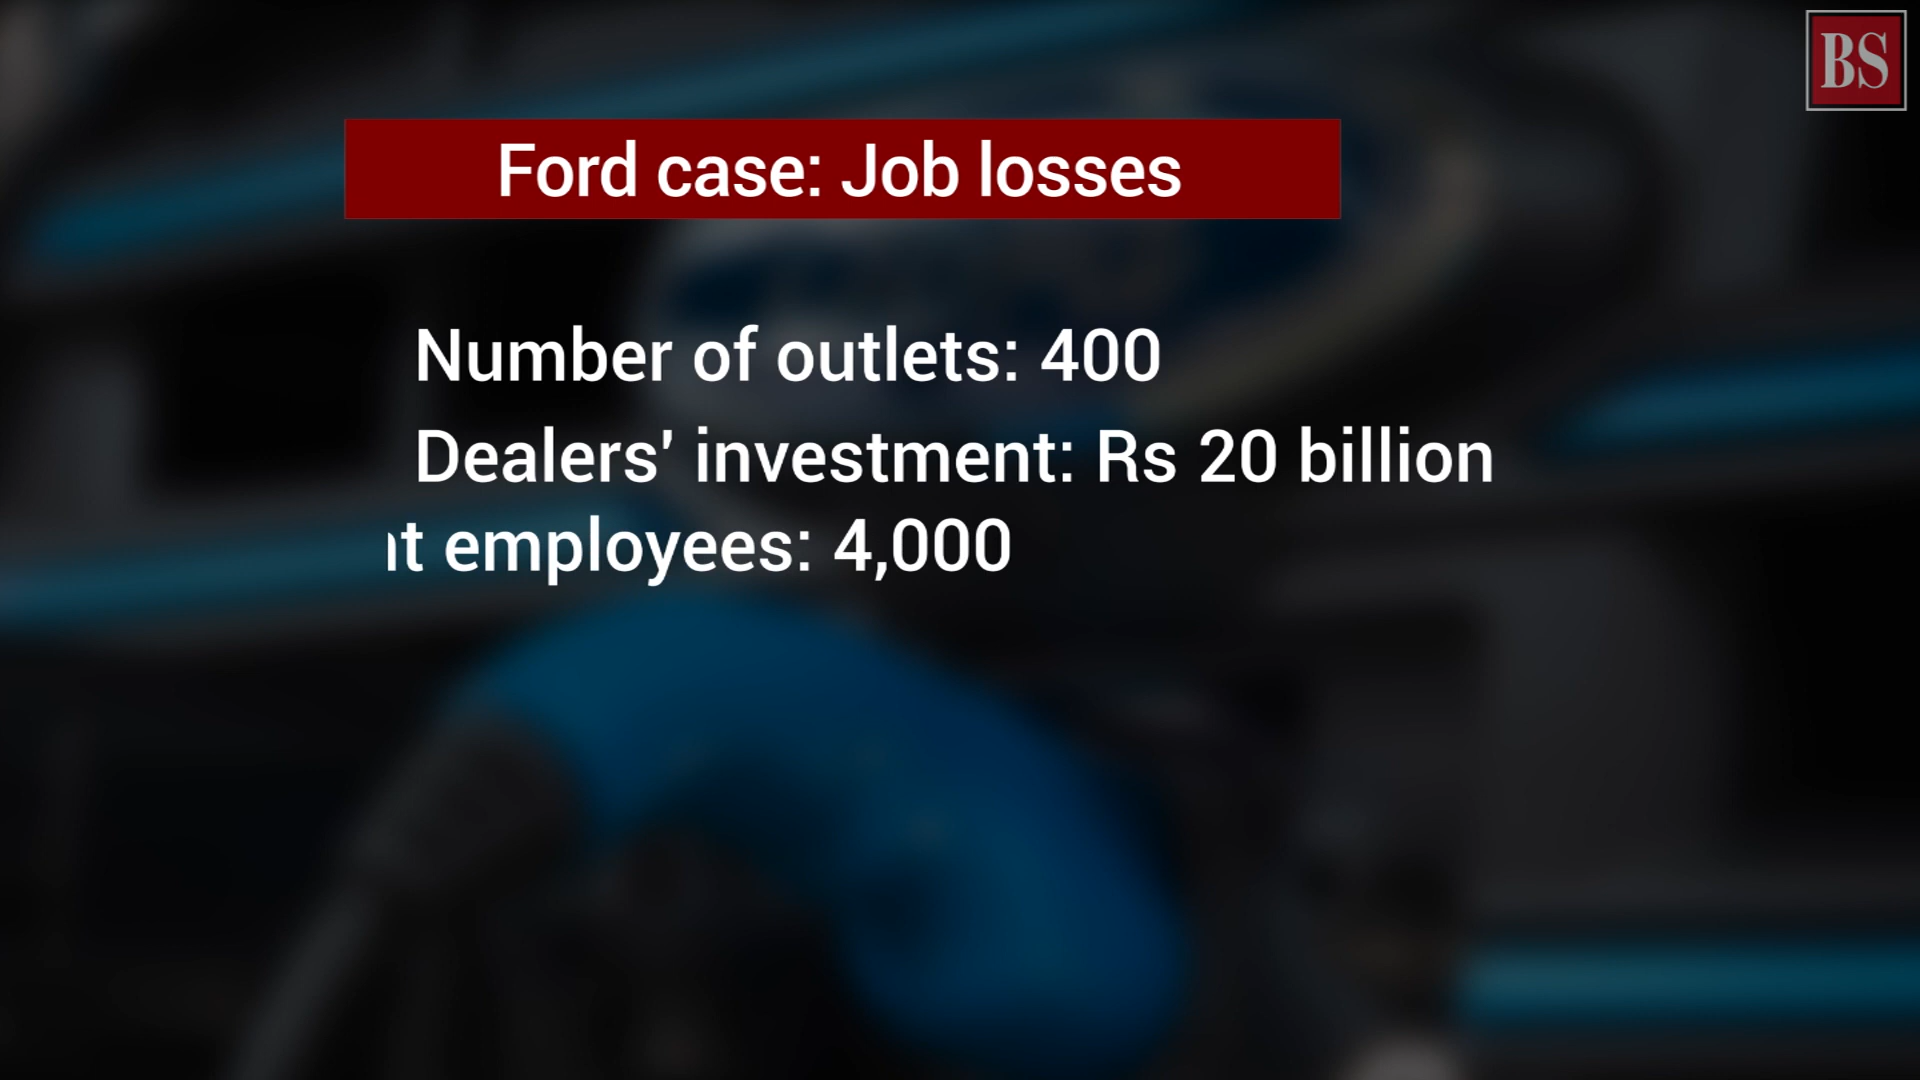 BS
Ford case: Job losses
Number of outlets: 400
Dealers' investment: Rs 20 billion
employees: 4,000